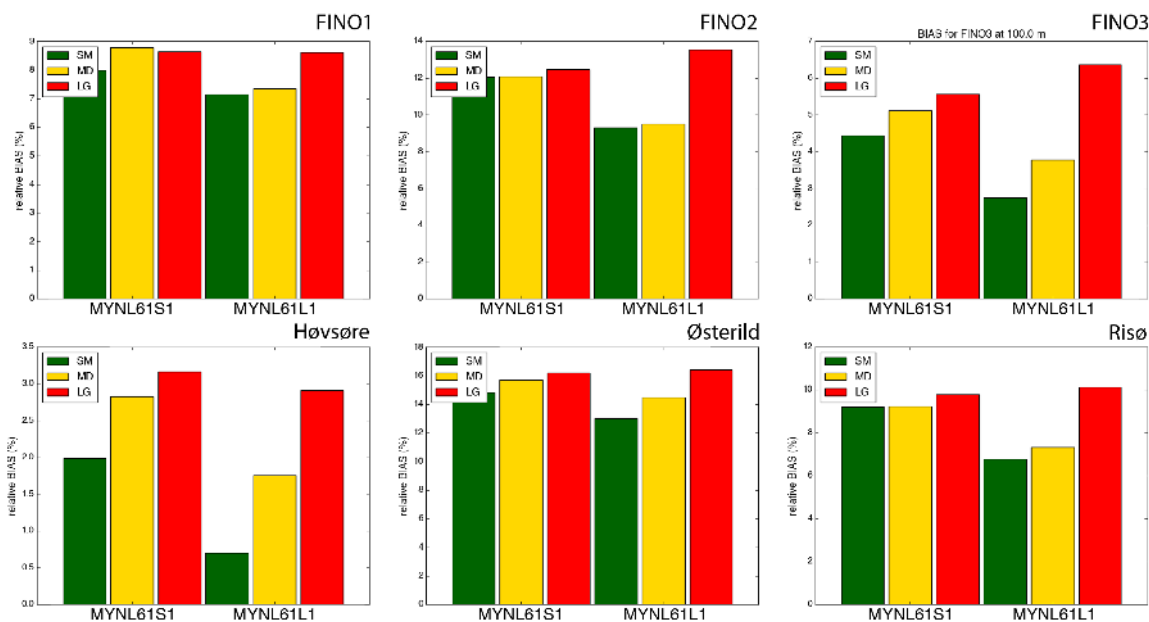 FINO1
9
8
7
6
5
4
3
2
1
0
relative BIAS (%)
SM
MD
LG
MYNL61S1 MYNL61L1
FINO2
14
12
10
8
6
4
2
0
relative BIAS (%)
SM
MD
LG
MYNL61S1 MYNL61L1
FINO3
BIAS for FINO3 at 100.0 m
7
6
5
4
3
2
1
0
relative BIAS (%)
SM
MD
LG
MYNL61S1 MYNL61L1
Høvsøre
3.5
3.0
2.5
2.0
1.5
1.0
0.5
0.0
relative BIAS (%)
SM
MD
LG
MYNL61S1 MYNL61L1
Østerild
18
16
14
12
10
8
6
4
2
0
relative BIAS (%)
SM
MD
LG
MYNL61S1 MYNL61L1
Risø
12
10
8
6
4
2
0
relative BIAS (%)
SM
MD
LG
MYNL61S1 MYNL61L1